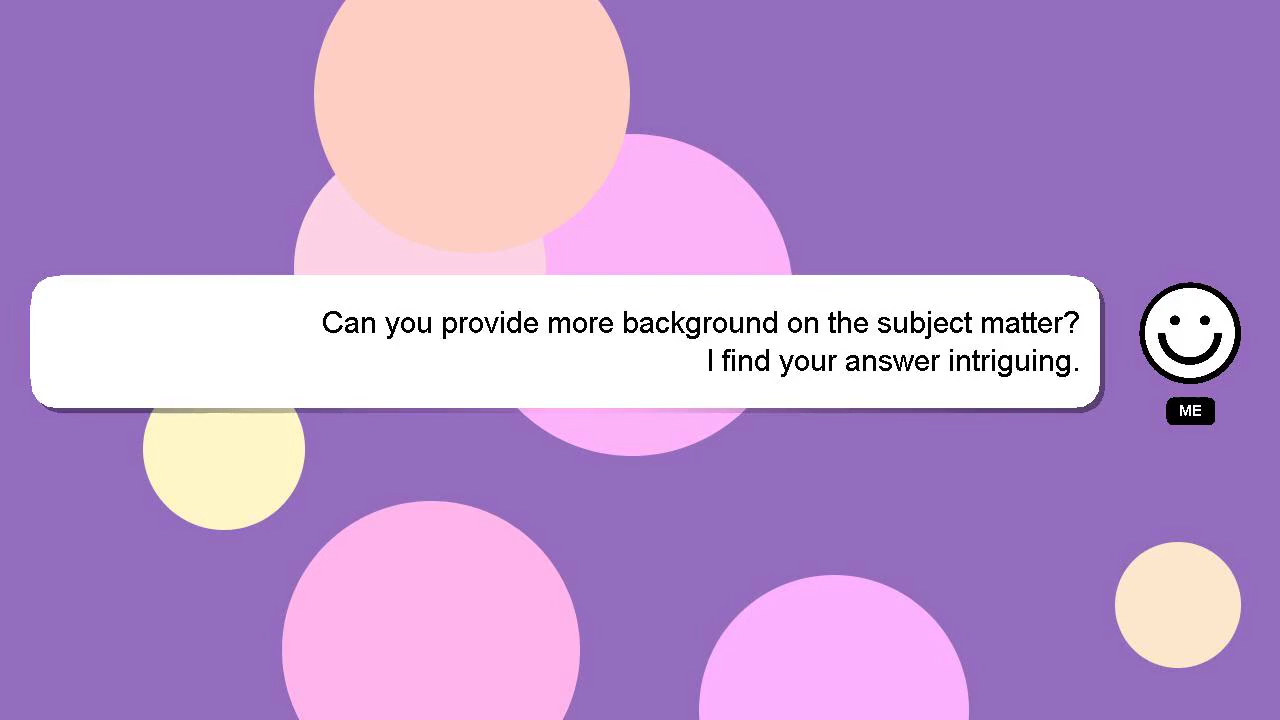 Can you provide more background on the subject matter?
I find your answer intriguing.
ME